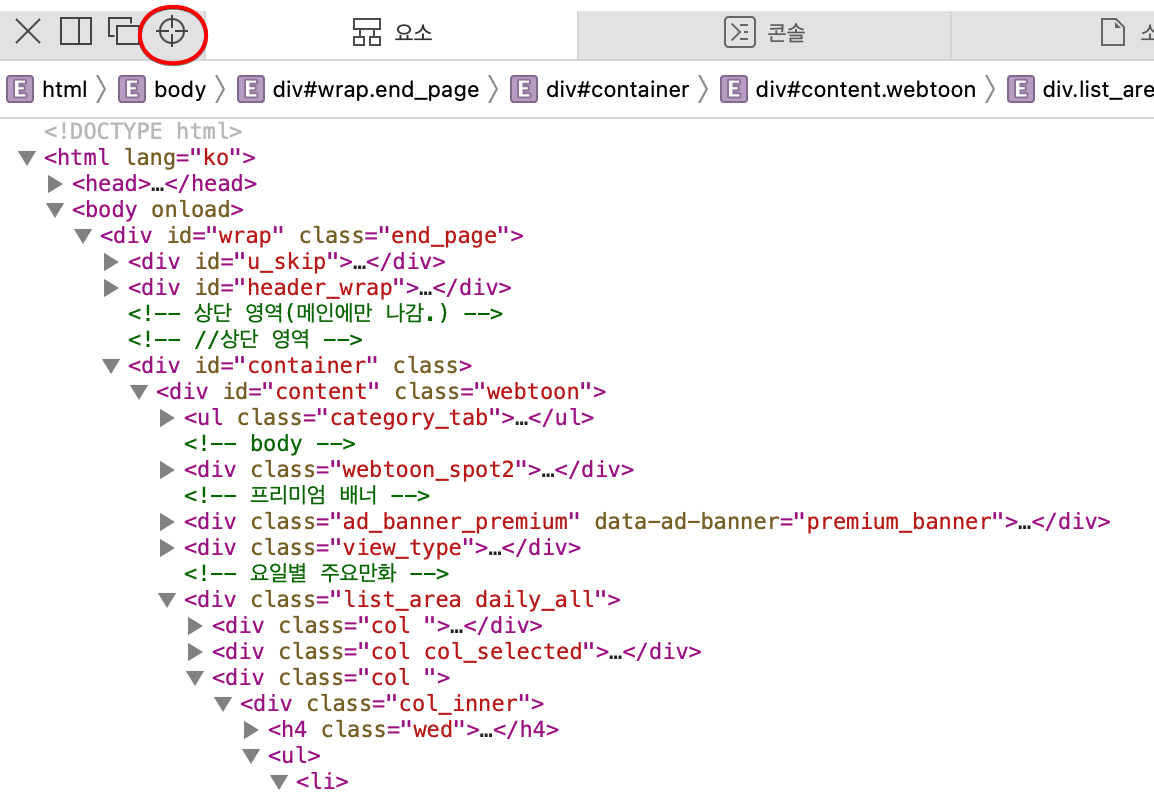 요소 콘솔 소
E html E body E div#wrap.end_page E div#container E div#content.webtoon E div.list_are
<!DOCTYPE html>
<html lang="ko">
<head>…</head>
<body onload>
<div id="wrap" class="end_page">
<div id="u_skip">…</div>
<div id="header_wrap">…</div>
<!-- 상단 영역(메인에만 나감.) -->
<!-- //상단 영역 -->
<div id="container" class>
<div id="content" class="webtoon">
<ul class="category_tab">…</ul>
<!-- body -->
<div class="webtoon_spot2">…</div>
<!-- 프리미엄 배너 -->
<div class="ad_banner_premium" data-ad-banner="premium_banner">…</div>
<div class="view_type">…</div>
<!-- 요일별 주요만화 -->
<div class="list_area daily_all">
<div class="col ">…</div>
<div class="col col_selected">…</div>
<div class="col ">
<div class="col_inner">
<h4 class="wed">…</h4>
<ul>
<li>